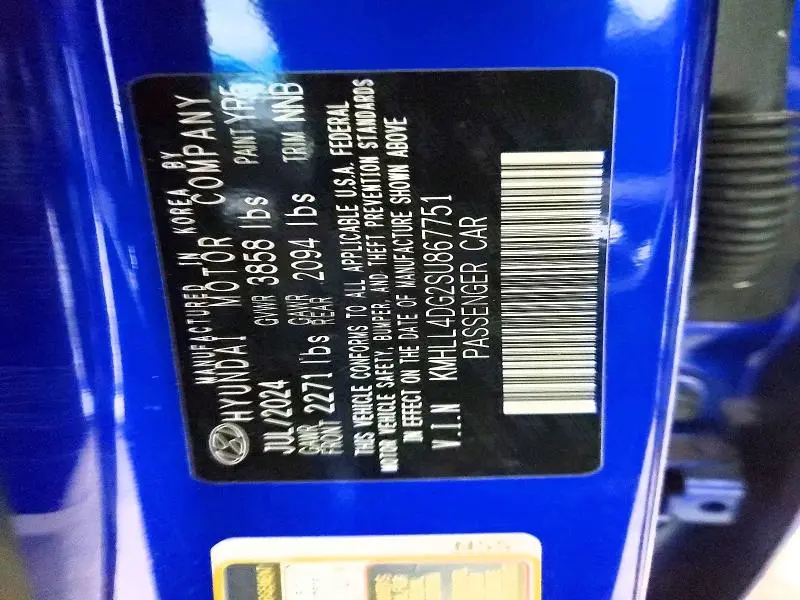 MANUFACTURED IN KOREA BY
HYUNDAI MOTOR COMPANY
JUL/2024 GVWR 3858 lbs PAINT YR5
GAWR FRONT 2271 lbs GAWR REAR 2094 lbs TRIM NNB
THIS VEHICLE CONFORMS TO ALL APPLICABLE U.S.A. FEDERAL
MOTOR VEHICLE SAFETY, BUMPER, AND THEFT PREVENTION STANDARDS
IN EFFECT ON THE DATE OF MANUFACTURE SHOWN ABOVE
V.I.N KMHLL4DG2SU867751
PASSENGER CAR